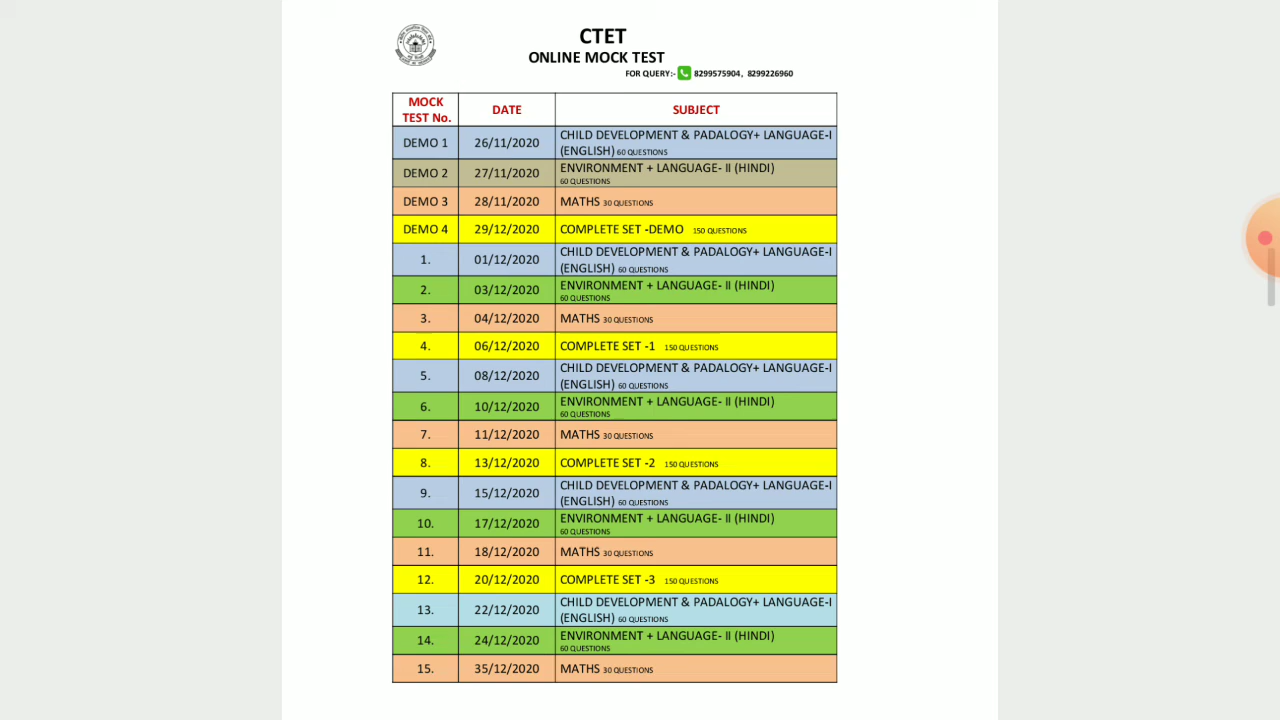 CTET
ONLINE MOCK TEST
FOR QUERY:- 8299575904, 8299226960
MOCK TEST No. DATE SUBJECT
DEMO 1 26/11/2020 CHILD DEVELOPMENT & PADALOGY+ LANGUAGE-I
(ENGLISH) 60 QUESTIONS
DEMO 2 27/11/2020 ENVIRONMENT + LANGUAGE- II (HINDI)
60 QUESTIONS
DEMO 3 28/11/2020 MATHS 30 QUESTIONS
DEMO 4 29/12/2020 COMPLETE SET -DEMO 150 QUESTIONS
1. 01/12/2020 CHILD DEVELOPMENT & PADALOGY+ LANGUAGE-I
(ENGLISH) 60 QUESTIONS
2. 03/12/2020 ENVIRONMENT + LANGUAGE- II (HINDI)
60 QUESTIONS
3. 04/12/2020 MATHS 30 QUESTIONS
4. 06/12/2020 COMPLETE SET -1 150 QUESTIONS
5. 08/12/2020 CHILD DEVELOPMENT & PADALOGY+ LANGUAGE-I
(ENGLISH) 60 QUESTIONS
6. 10/12/2020 ENVIRONMENT + LANGUAGE- II (HINDI)
60 QUESTIONS
7. 11/12/2020 MATHS 30 QUESTIONS
8. 13/12/2020 COMPLETE SET -2 150 QUESTIONS
9. 15/12/2020 CHILD DEVELOPMENT & PADALOGY+ LANGUAGE-I
(ENGLISH) 60 QUESTIONS
10. 17/12/2020 ENVIRONMENT + LANGUAGE- II (HINDI)
60 QUESTIONS
11. 18/12/2020 MATHS 30 QUESTIONS
12. 20/12/2020 COMPLETE SET -3 150 QUESTIONS
13. 22/12/2020 CHILD DEVELOPMENT & PADALOGY+ LANGUAGE-I
(ENGLISH) 60 QUESTIONS
14. 24/12/2020 ENVIRONMENT + LANGUAGE- II (HINDI)
60 QUESTIONS
15. 35/12/2020 MATHS 30 QUESTIONS